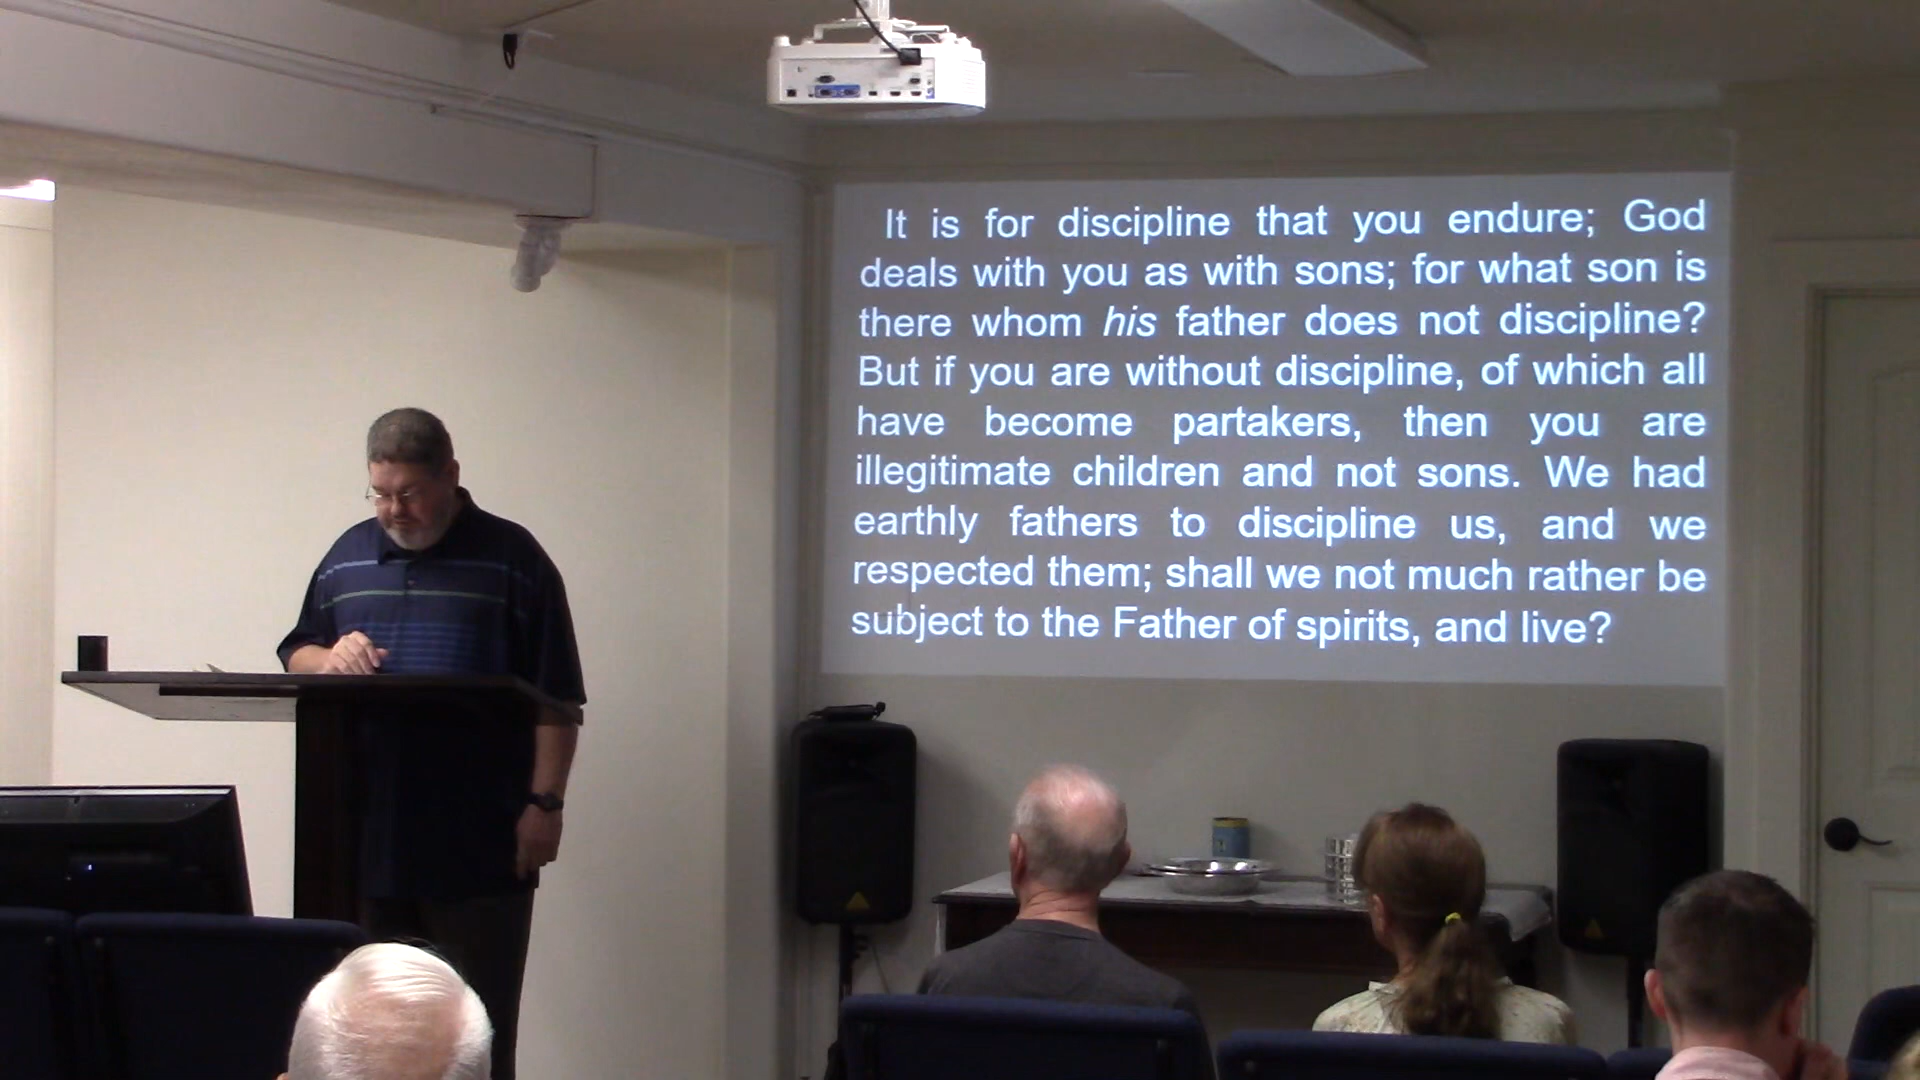 It is for discipline that you endure; God
deals with you as with sons; for what son is
there whom his father does not discipline?
But if you are without discipline, of which all
have become partakers, then you are
illegitimate children and not sons. We had
earthly fathers to discipline us, and we
respected them; shall we not much rather be
subject to the Father of spirits, and live?